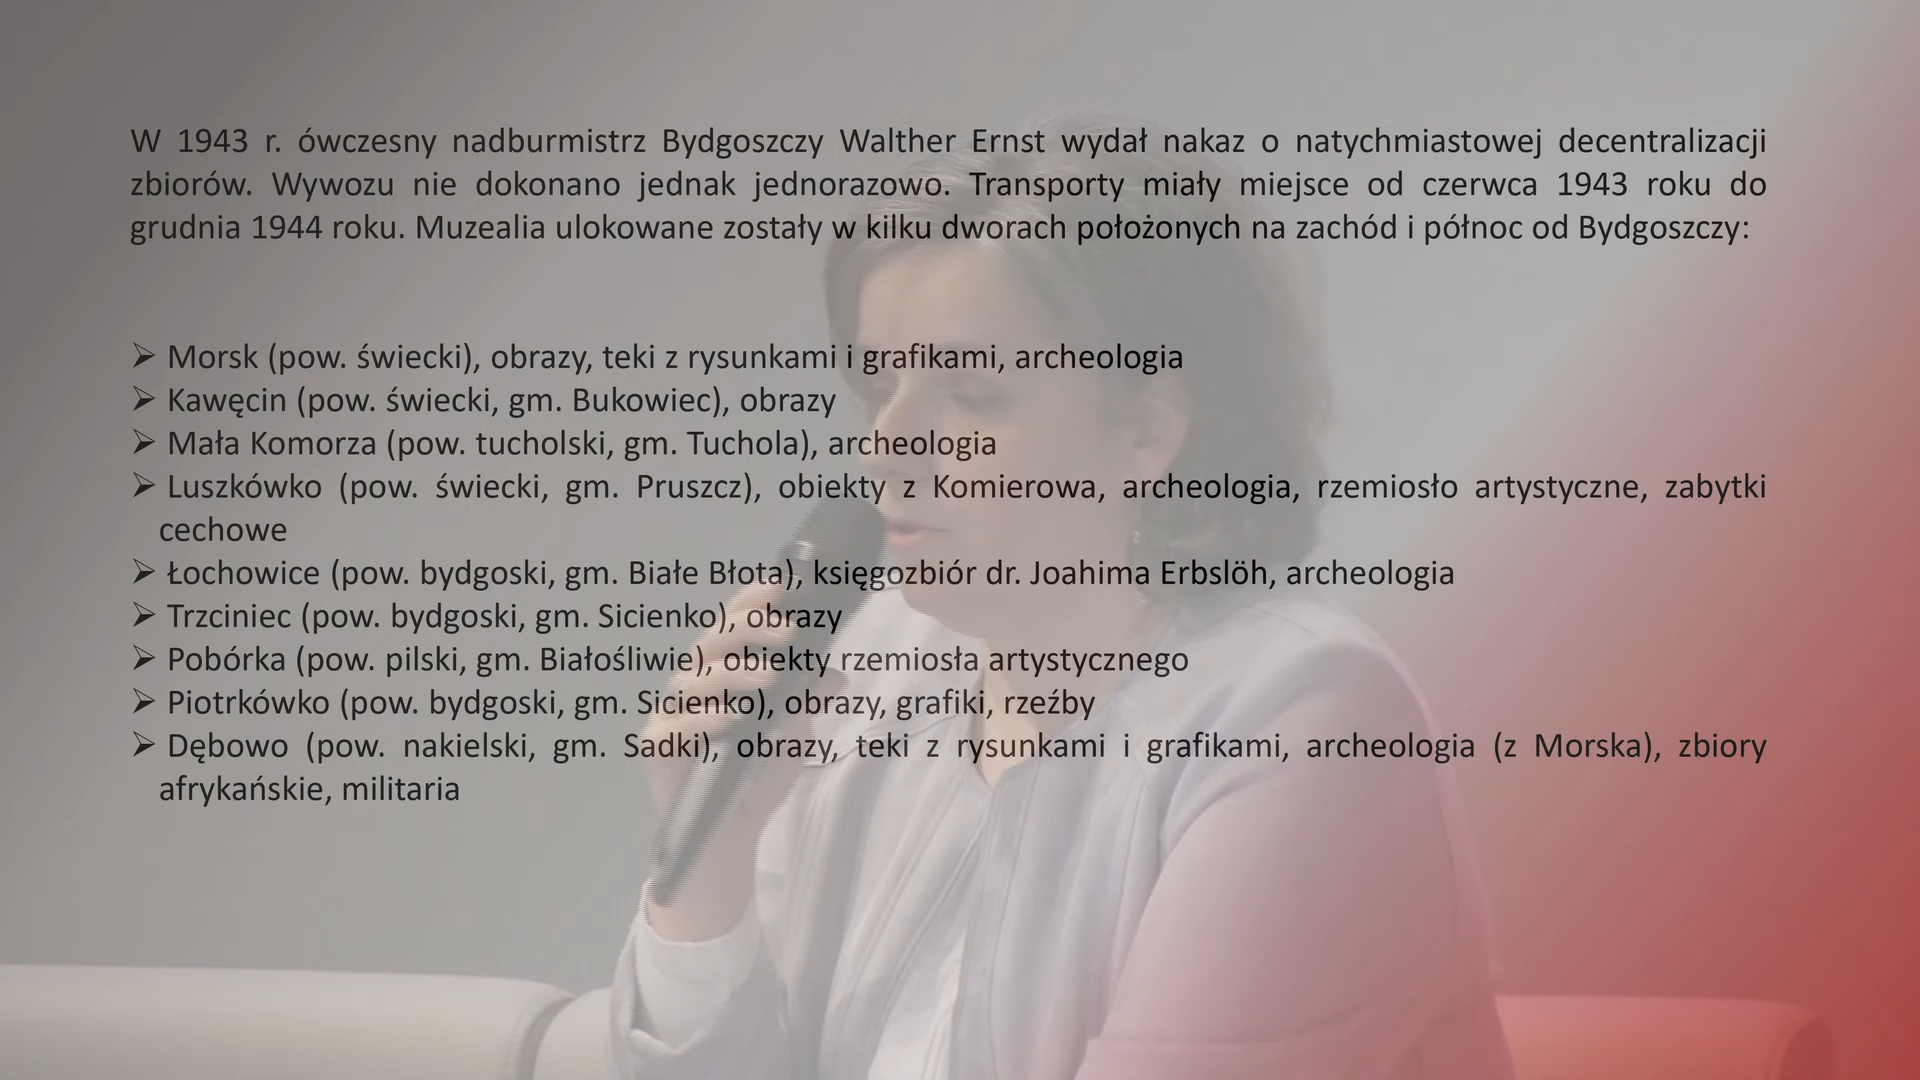 W 1943 r. ówczesny nadburmistrz Bydgoszczy Walther Ernst wydał nakaz o natychmiastowej decentralizacji
zbiorów. Wywozu nie dokonano jednak jednorazowo. Transporty miały miejsce od czerwca 1943 roku do
grudnia 1944 roku. Muzealia ulokowane zostały w kilku dworach położonych na zachód i północ od Bydgoszczy:
➢ Morsk (pow. świecki), obrazy, teki z rysunkami i grafikami, archeologia
➢ Kawęcin (pow. świecki, gm. Bukowiec), obrazy
➢ Mała Komorza (pow. tucholski, gm. Tuchola), archeologia
➢ Luszkówko (pow. świecki, gm. Pruszcz), obiekty z Komierowa, archeologia, rzemiosło artystyczne, zabytki
cechowe
➢ Łochowice (pow. bydgoski, gm. Białe Błota), księgozbiór dr. Joahima Erbslöh, archeologia
➢ Trzciniec (pow. bydgoski, gm. Sicienko), obrazy
➢ Pobórka (pow. pilski, gm. Białośliwie), obiekty rzemiosła artystycznego
➢ Piotrkówko (pow. bydgoski, gm. Sicienko), obrazy, grafiki, rzeźby
➢ Dębowo (pow. nakielski, gm. Sadki), obrazy, teki z rysunkami i grafikami, archeologia (z Morska), zbiory
afrykańskie, militaria